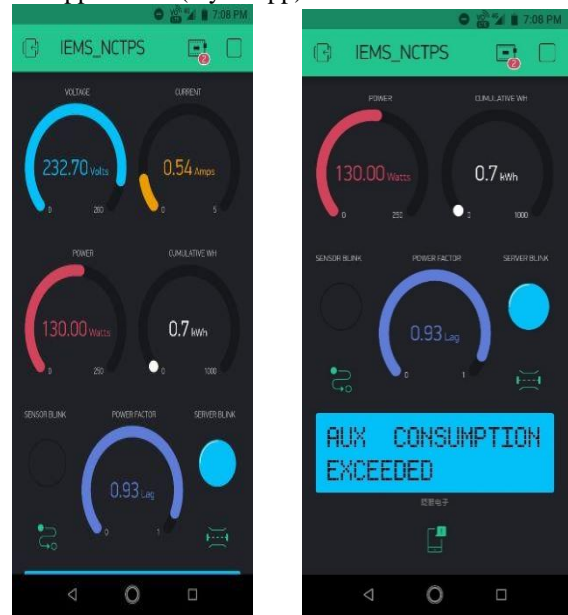 7:08 PM
IEMS_NCTPS
2
VOLTAGE
CURRENT
232.70 Volts
0.54 Amps
0
280
0
5
POWER
CUMULATIVE WH
130.00 Watts
0.7 kWh
0
250
0
1000
SENSOR BLINK
POWER FACTOR
SERVER BLINK
0.93 Lag
0
1
7:08 PM
IEMS_NCTPS
2
POWER
CUMULATIVE WH
130.00 Watts
0.7 kWh
0
250
0
1000
SENSOR BLINK
POWER FACTOR
SERVER BLINK
0.93 Lag
0
1
AUX CONSUMPTION
EXCEEDED